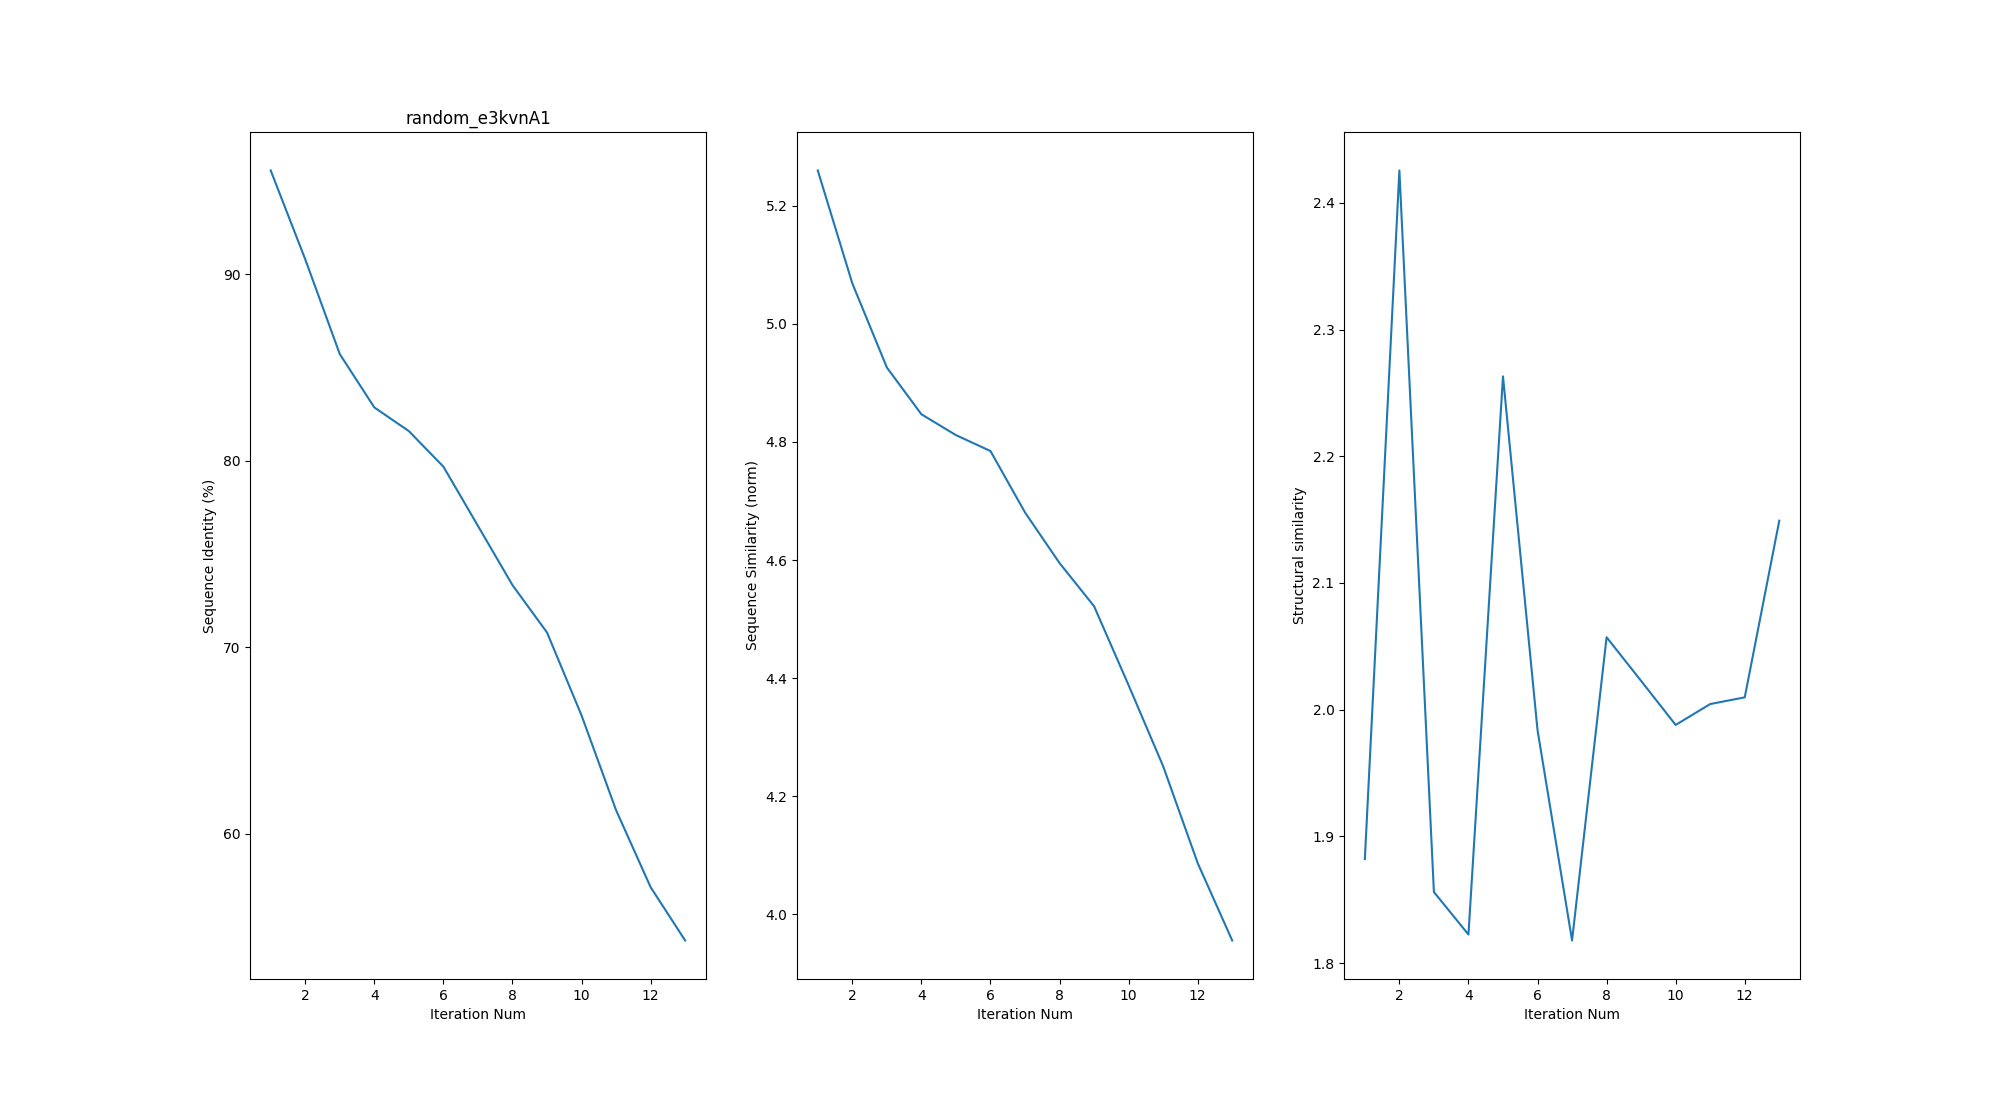 random_e3kvnA1
Sequence Identity (%)
90
80
70
60
2 4 6 8 10 12
Iteration Num
Sequence Similarity (norm)
5.2
5.0
4.8
4.6
4.4
4.2
4.0
2 4 6 8 10 12
Iteration Num
Structural similarity
2.4
2.3
2.2
2.1
2.0
1.9
1.8
2 4 6 8 10 12
Iteration Num